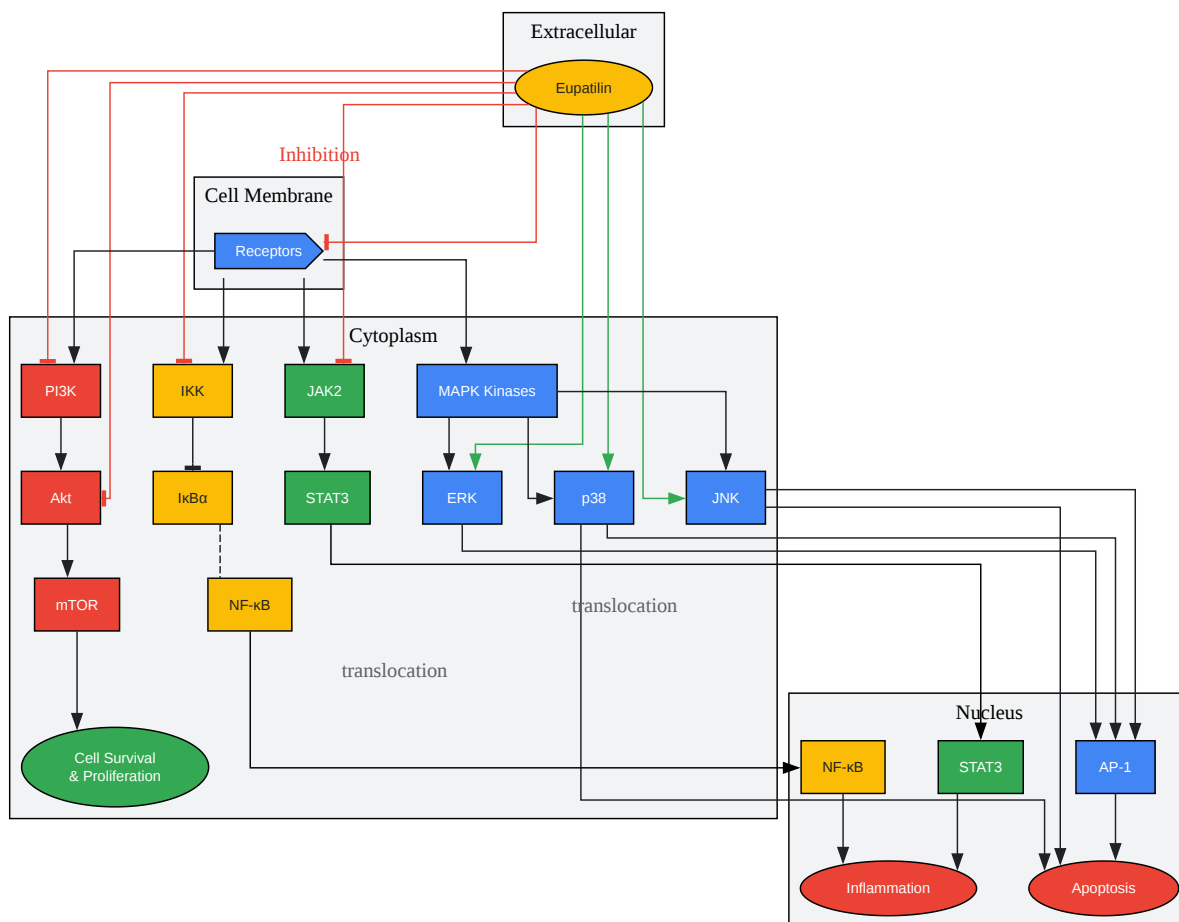 Extracellular
Eupatilin
Inhibition
Cell Membrane
Receptors
Cytoplasm
PI3K
IKK
JAK2
MAPK Kinases
Akt
IκBα
STAT3
ERK
p38
JNK
mTOR
NF-κB
translocation
translocation
Nucleus
Cell Survival
& Proliferation
NF-κB
STAT3
AP-1
Inflammation
Apoptosis